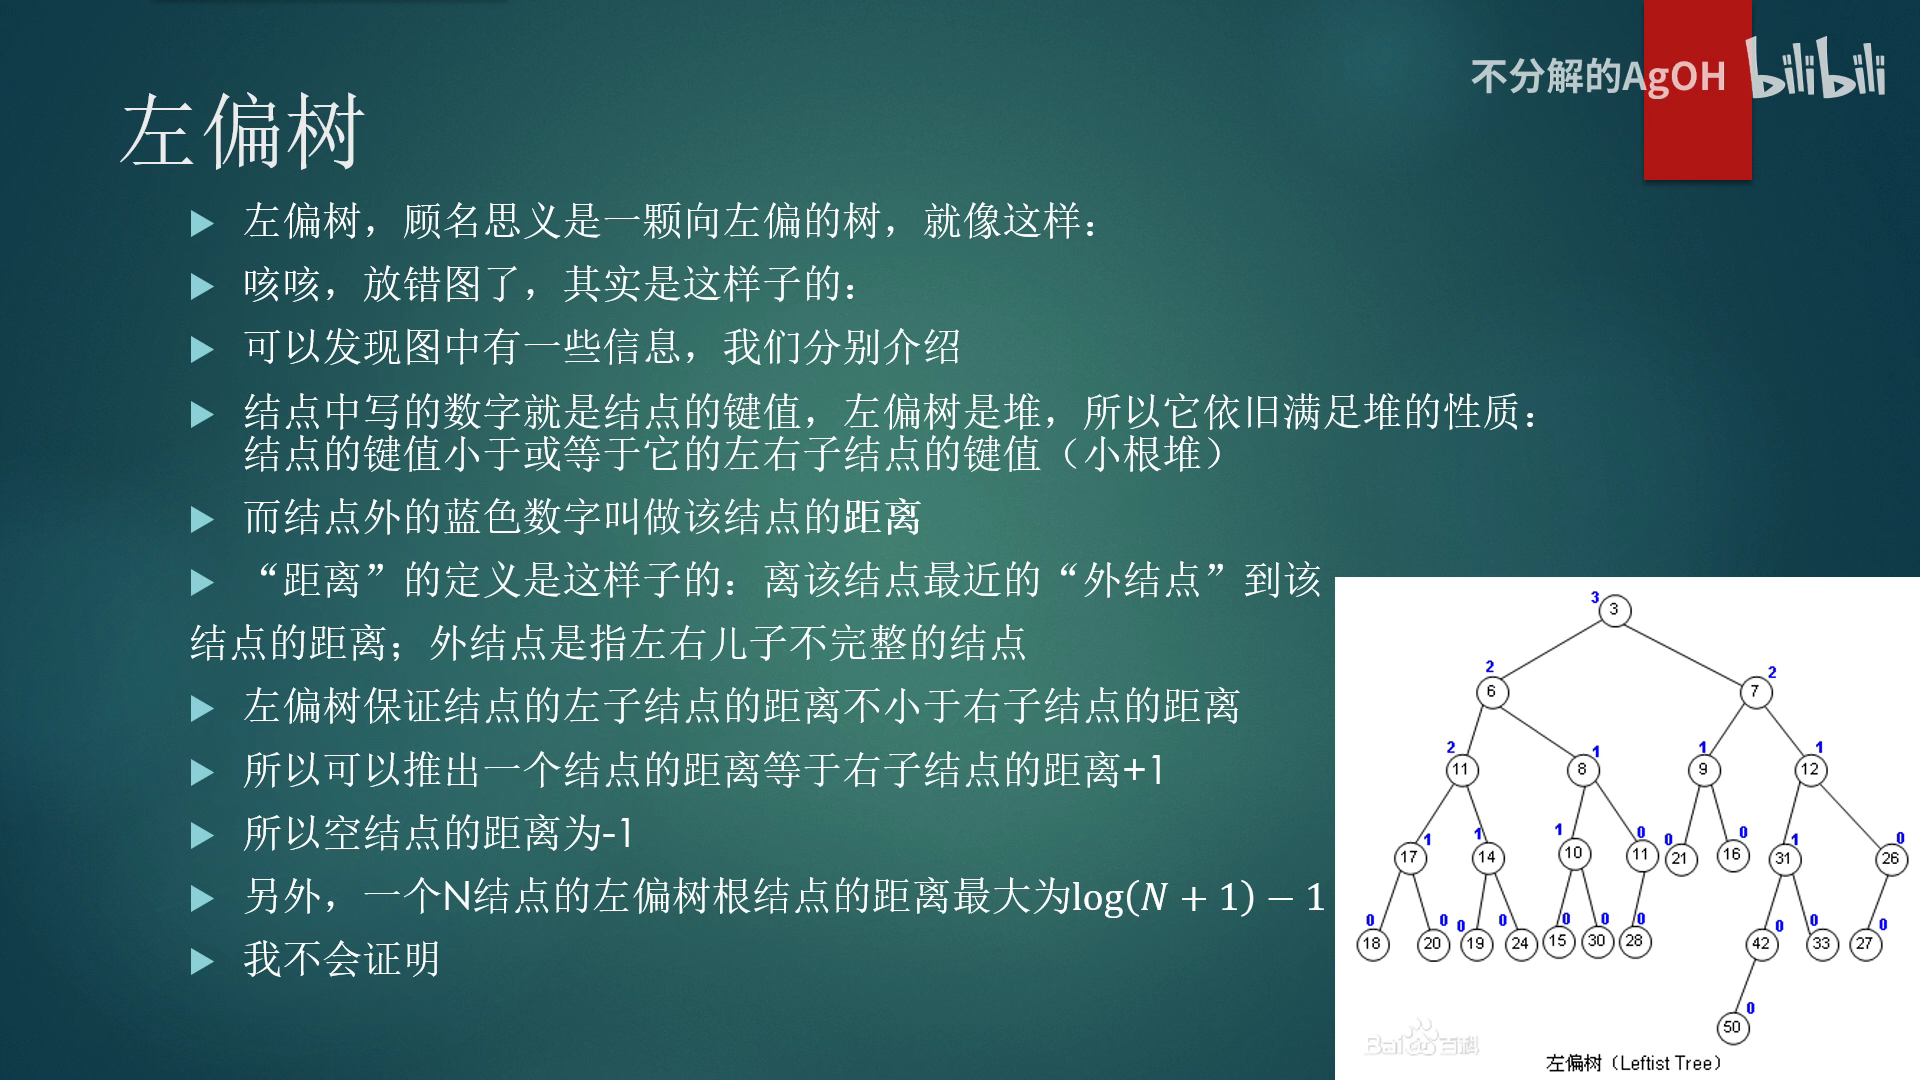 不分解的AgOH bilibili
左偏树
左偏树，顾名思义是一颗向左偏的树，就像这样：
咳咳，放错图了，其实是这样子的：
可以发现图中有一些信息，我们分别介绍
结点中写的数字就是结点的键值，左偏树是堆，所以它依旧满足堆的性质：
结点的键值小于或等于它的左右子结点的键值（小根堆）
而结点外的蓝色数字叫做该结点的距离
“距离”的定义是这样子的：离该结点最近的“外结点”到该
结点的距离；外结点是指左右儿子不完整的结点
左偏树保证结点的左子结点的距离不小于右子结点的距离
所以可以推出一个结点的距离等于右子结点的距离+1
所以空结点的距离为-1
另外，一个N结点的左偏树根结点的距离最大为log(N + 1) − 1
我不会证明
3 3
2 2
6 7
2 1 1 1
11 8 9 12
1 1 1 0 0 0 1 0
17 14 10 11 21 16 31 26
0 0 0 0 0 0 0 0 0 0
18 20 19 24 15 30 28 42 33 27
0
50
Baidu百科
左偏树（Leftist Tree）